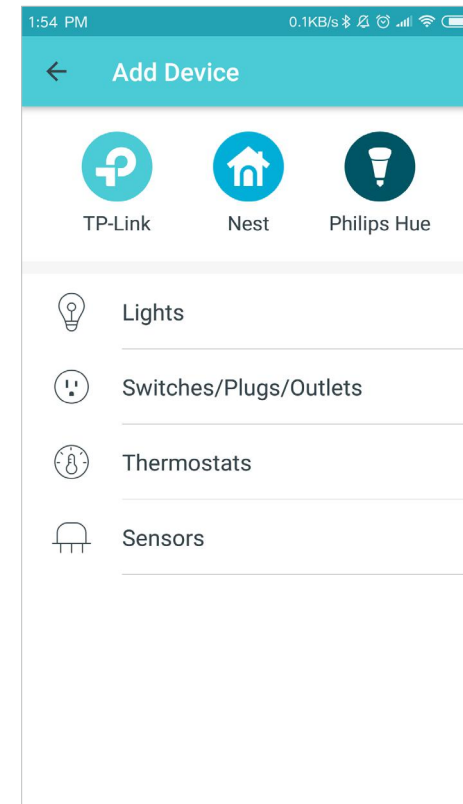 1:54 PM 0.1KB/s
Add Device
TP-Link Nest Philips Hue
Lights
Switches/Plugs/Outlets
Thermostats
Sensors